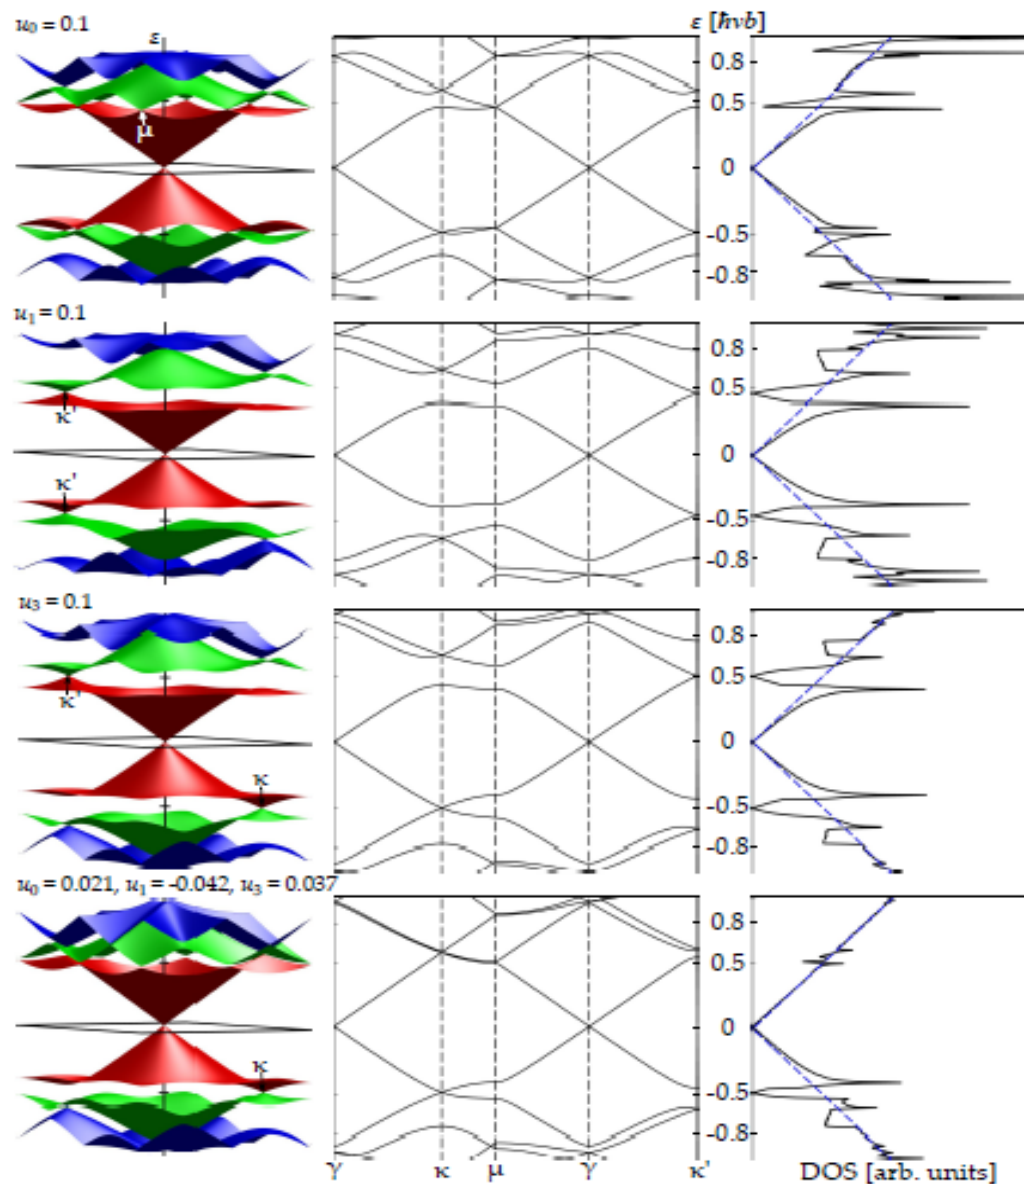 u₀ = 0.1
ε
ε [ħvb]
μ
0.8
0.5
0
-0.5
-0.8
u₁ = 0.1
κ'
κ'
0.8
0.5
0
-0.5
-0.8
u₃ = 0.1
κ'
κ
0.8
0.5
0
-0.5
-0.8
u₀ = 0.021, u₁ = -0.042, u₃ = 0.037
κ
0.8
0.5
0
-0.5
-0.8
γ κ μ γ κ' DOS [arb. units]